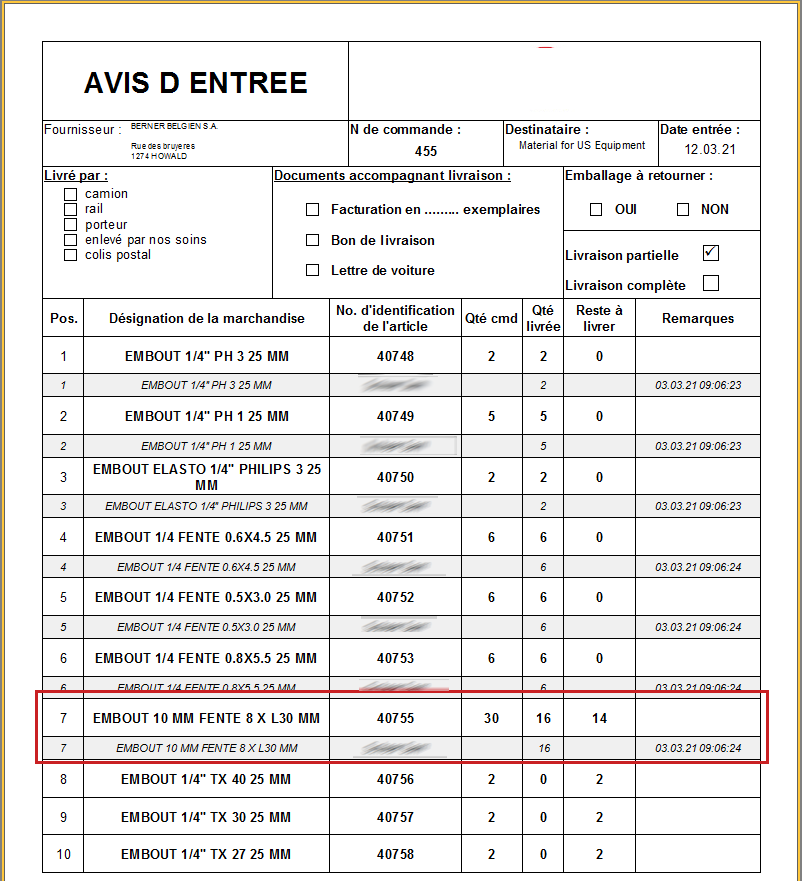 AVIS D ENTREE
Fournisseur :
BERNER BELGIEN S.A.
Rue des bruyeres
1274 HOWALD
N de commande :
455
Destinataire :
Material for US Equipment
Date entrée :
12.03.21
Livré par :
camion
rail
porteur
enlevé par nos soins
colis postal
Documents accompagnant livraison :
Facturation en ......... exemplaires
Bon de livraison
Lettre de voiture
Emballage à retourner :
OUI NON
Livraison partielle
Livraison complète
Pos. Désignation de la marchandise No. d'identification de l'article Qté cmd Qté livrée Reste à livrer Remarques
1 EMBOUT 1/4" PH 3 25 MM 40748 2 2 0
1 EMBOUT 1/4" PH 3 25 MM 2 03.03.21 09:06:23
2 EMBOUT 1/4" PH 1 25 MM 40749 5 5 0
2 EMBOUT 1/4" PH 1 25 MM 5 03.03.21 09:06:23
3 EMBOUT ELASTO 1/4" PHILIPS 3 25 MM 40750 2 2 0
3 EMBOUT ELASTO 1/4" PHILIPS 3 25 MM 2 03.03.21 09:06:23
4 EMBOUT 1/4 FENTE 0.6X4.5 25 MM 40751 6 6 0
4 EMBOUT 1/4 FENTE 0.6X4.5 25 MM 6 03.03.21 09:06:24
5 EMBOUT 1/4 FENTE 0.5X3.0 25 MM 40752 6 6 0
5 EMBOUT 1/4 FENTE 0.5X3.0 25 MM 6 03.03.21 09:06:24
6 EMBOUT 1/4 FENTE 0.8X5.5 25 MM 40753 6 6 0
6 EMBOUT 1/4 FENTE 0.8X5.5 25 MM 6 03.03.21 09:06:24
7 EMBOUT 10 MM FENTE 8 X L30 MM 40755 30 16 14
7 EMBOUT 10 MM FENTE 8 X L30 MM 16 03.03.21 09:06:24
8 EMBOUT 1/4" TX 40 25 MM 40756 2 0 2
9 EMBOUT 1/4" TX 30 25 MM 40757 2 0 2
10 EMBOUT 1/4" TX 27 25 MM 40758 2 0 2